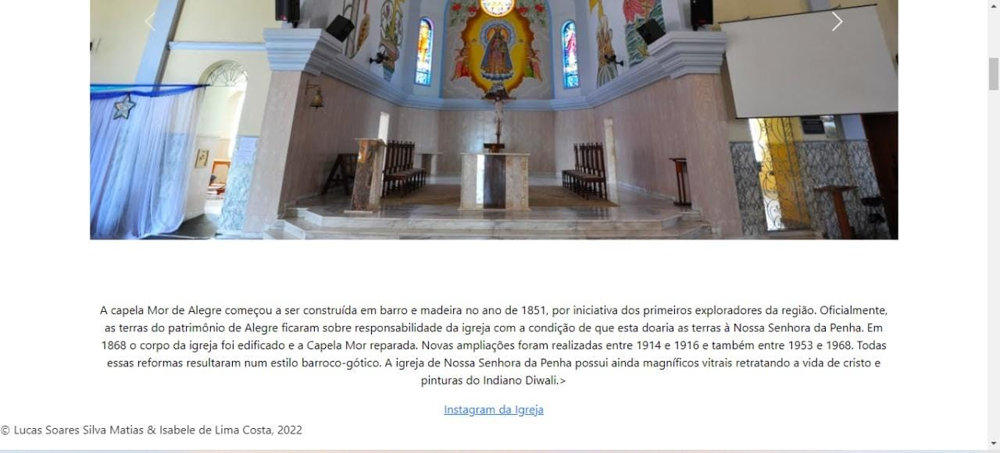 A capela Mor de Alegre começou a ser construída em barro e madeira no ano de 1851, por iniciativa dos primeiros exploradores da região. Oficialmente,
as terras do patrimônio de Alegre ficaram sobre responsabilidade da igreja com a condição de que esta doaria as terras à Nossa Senhora da Penha. Em
1868 o corpo da igreja foi edificado e a Capela Mor reparada. Novas ampliações foram realizadas entre 1914 e 1916 e também entre 1953 e 1968. Todas
essas reformas resultaram num estilo barroco-gótico. A igreja de Nossa Senhora da Penha possui ainda magníficos vitrais retratando a vida de cristo e
pinturas do Indiano Diwali.>
Instagram da Igreja
© Lucas Soares Silva Matias & Isabele de Lima Costa, 2022